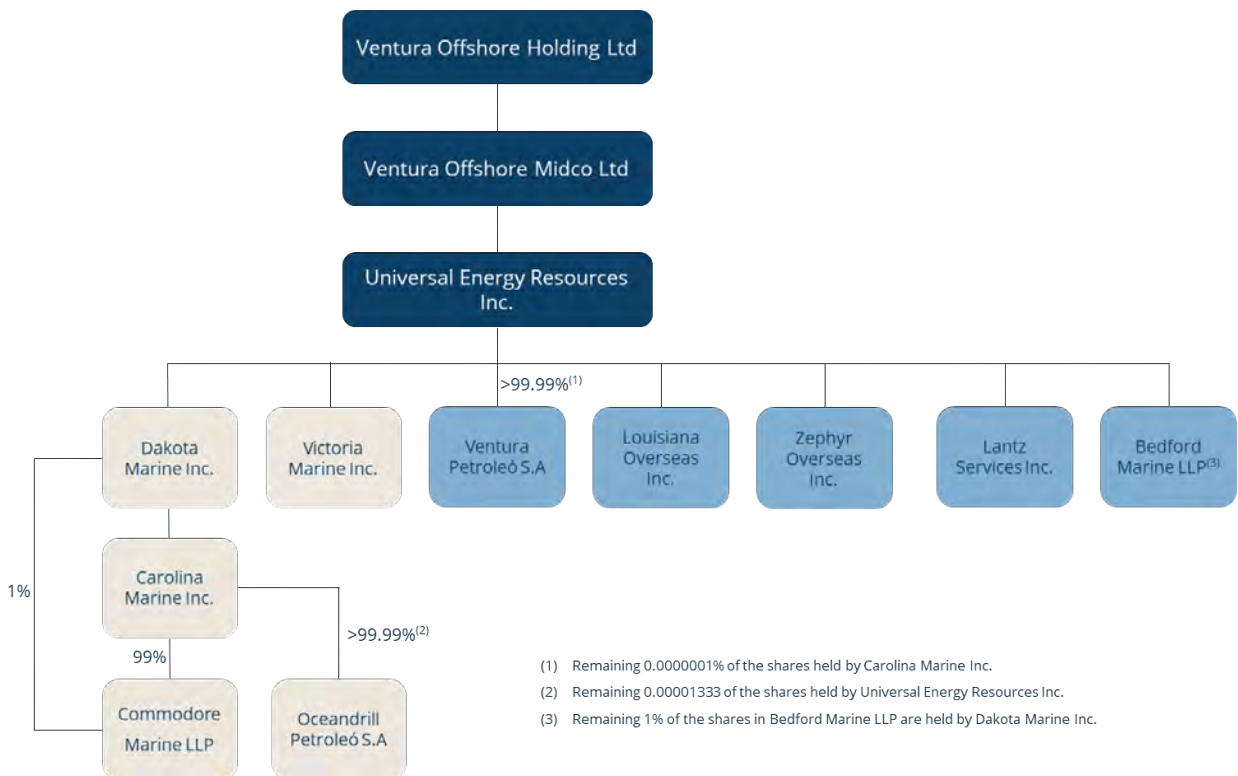 Ventura Offshore Holding Ltd
Ventura Offshore Midco Ltd
Universal Energy Resources
Inc.
>99.99%(1)
Dakota
Marine Inc.
Victoria
Marine Inc.
Ventura
Petroleó S.A
Louisiana
Overseas
Inc.
Zephyr
Overseas
Inc.
Lantz
Services Inc.
Bedford
Marine LLP(3)
Carolina
Marine Inc.
1%
>99.99%(2)
99%
Commodore
Marine LLP
Oceandrill
Petroleó S.A
(1) Remaining 0.0000001% of the shares held by Carolina Marine Inc.
(2) Remaining 0.00001333 of the shares held by Universal Energy Resources Inc.
(3) Remaining 1% of the shares in Bedford Marine LLP are held by Dakota Marine Inc.